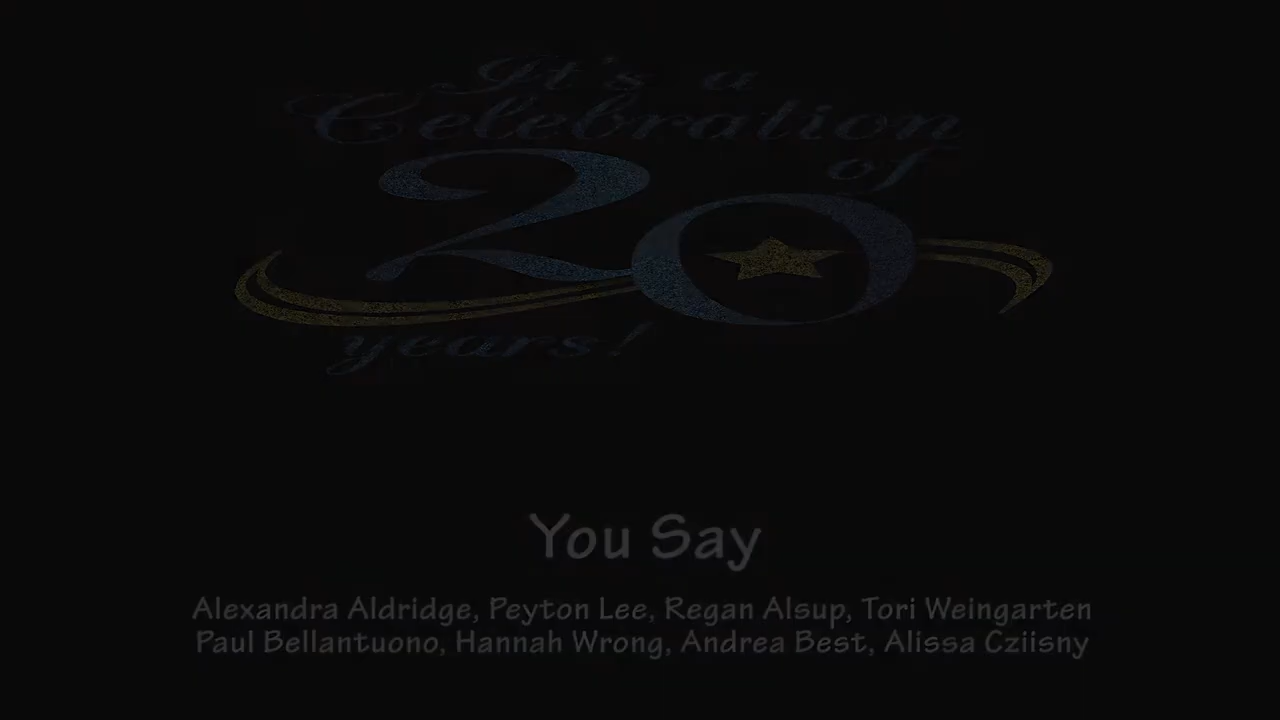 It's a
Celebration
of
20
years!
You Say
Alexandra Aldridge, Peyton Lee, Regan Alsup, Tori Weingarten
Paul Bellantuono, Hannah Wrong, Andrea Best, Alissa Cziisny